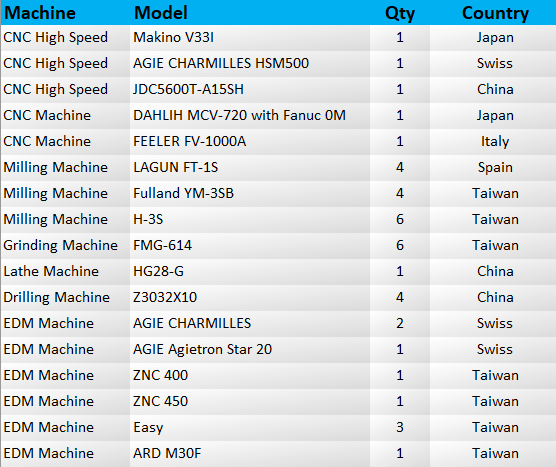 Machine Model Qty Country
CNC High Speed Makino V33I 1 Japan
CNC High Speed AGIE CHARMILLES HSM500 1 Swiss
CNC High Speed JDC5600T-A15SH 1 China
CNC Machine DAHLIH MCV-720 with Fanuc 0M 1 Japan
CNC Machine FEELER FV-1000A 1 Italy
Milling Machine LAGUN FT-1S 4 Spain
Milling Machine Fulland YM-3SB 4 Taiwan
Milling Machine H-3S 6 Taiwan
Grinding Machine FMG-614 6 Taiwan
Lathe Machine HG28-G 1 China
Drilling Machine Z3032X10 4 China
EDM Machine AGIE CHARMILLES 2 Swiss
EDM Machine AGIE Agietron Star 20 1 Swiss
EDM Machine ZNC 400 1 Taiwan
EDM Machine ZNC 450 1 Taiwan
EDM Machine Easy 3 Taiwan
EDM Machine ARD M30F 1 Taiwan